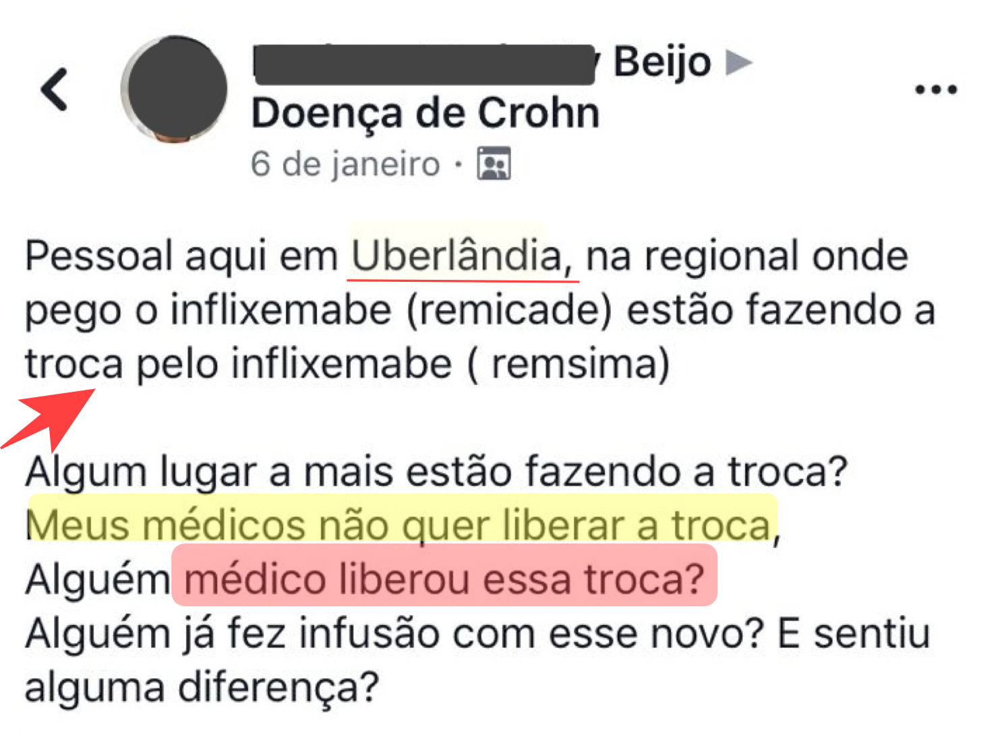 Beijo ▶
Doença de Crohn
6 de janeiro ·
Pessoal aqui em Uberlândia, na regional onde
pego o inflixemabe (remicade) estão fazendo a
troca pelo inflixemabe ( remsima)
Algum lugar a mais estão fazendo a troca?
Meus médicos não quer liberar a troca,
Alguém médico liberou essa troca?
Alguém já fez infusão com esse novo? E sentiu
alguma diferença?